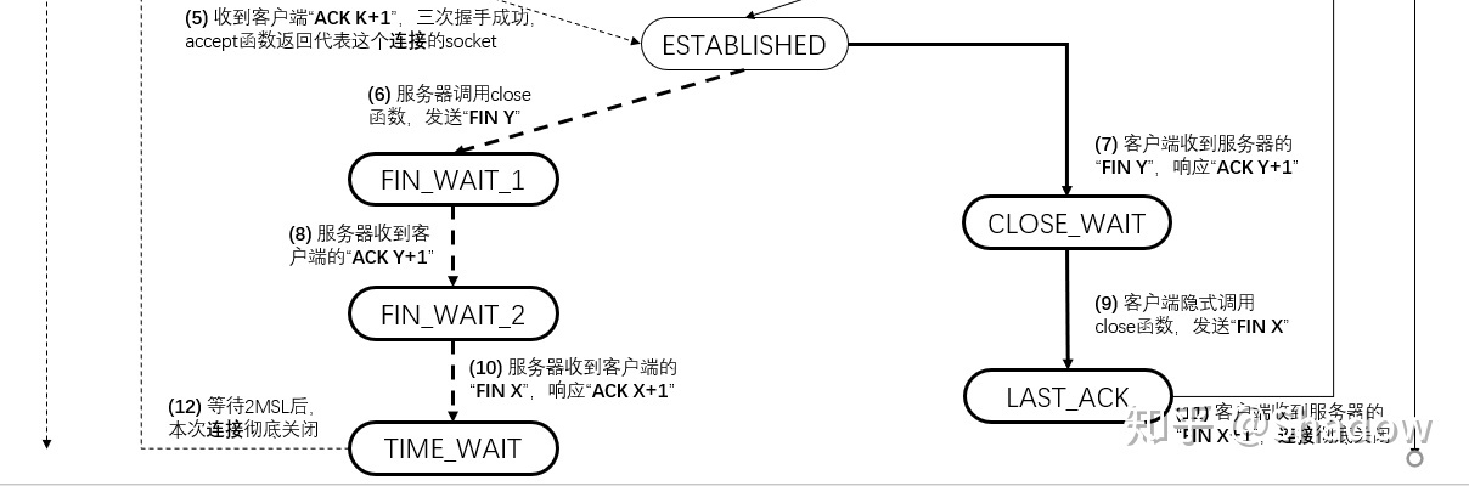 (5) 收到客户端“ACK K+1”，三次握手成功，
accept函数返回代表这个连接的socket
ESTABLISHED
(6) 服务器调用close
函数，发送“FIN Y”
(7) 客户端收到服务器的
“FIN Y”，响应“ACK Y+1”
FIN_WAIT_1
CLOSE_WAIT
(8) 服务器收到客
户端的“ACK Y+1”
(9) 客户端隐式调用
close函数，发送“FIN X”
FIN_WAIT_2
(10) 服务器收到客户端的
“FIN X”，响应“ACK X+1”
LAST_ACK
(11) 客户端收到服务器的
“FIN X+1”，连接彻底关闭
(12) 等待2MSL后，
本次连接彻底关闭
TIME_WAIT
知乎 @Shadow